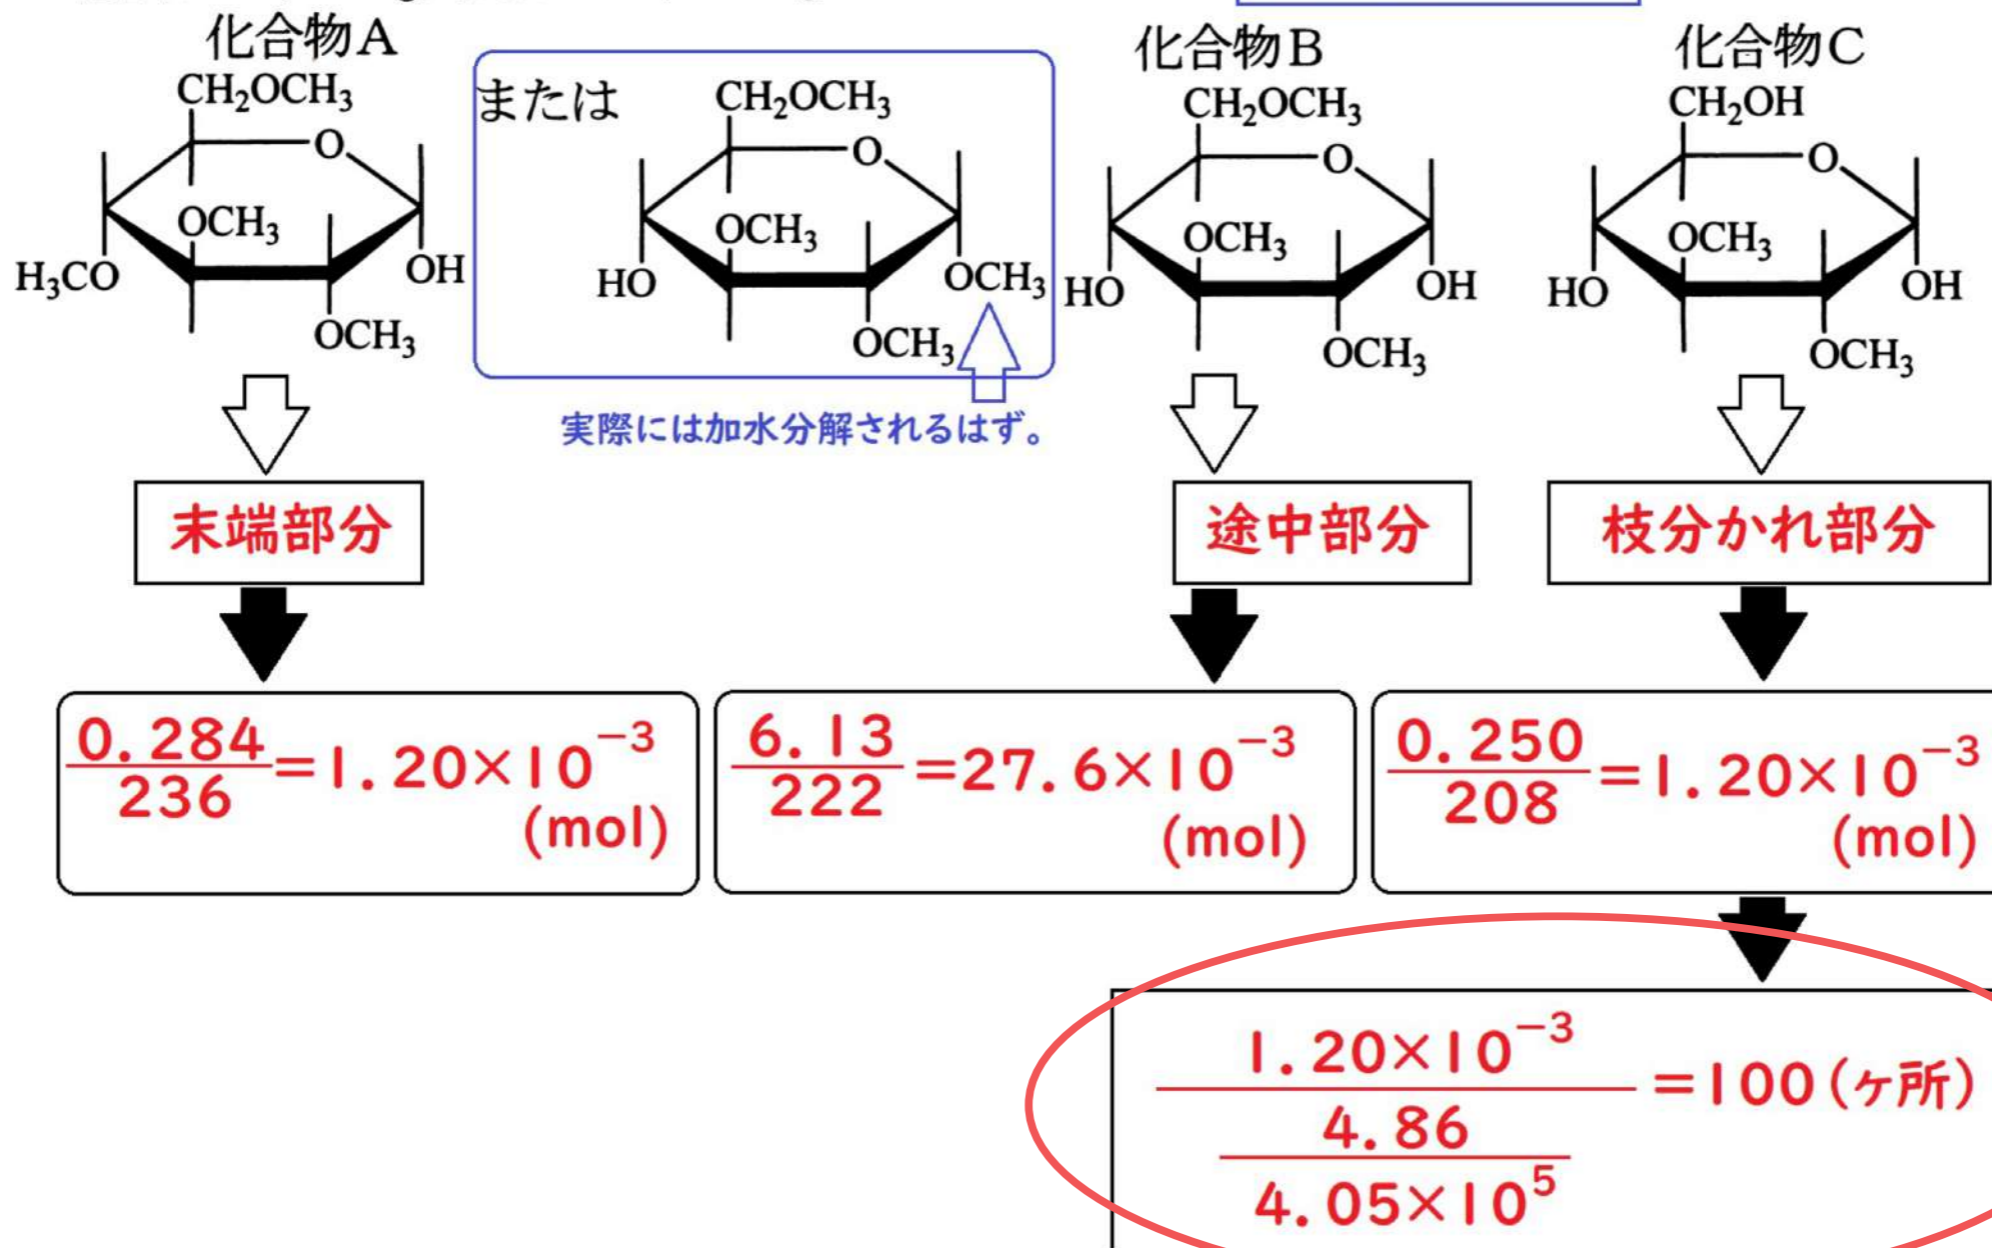 化合物A
CH₂OCH₃
O
OCH₃
H₃CO
OH
OCH₃
または
CH₂OCH₃
O
OCH₃
HO
OCH₃
OCH₃
実際には加水分解されるはず。
化合物B
CH₂OCH₃
O
OCH₃
HO
OH
OCH₃
化合物C
CH₂OH
O
OCH₃
HO
OH
OCH₃
末端部分
途中部分
枝分かれ部分
0.284
236
=1.20×10⁻³
(mol)
6.13
222
=27.6×10⁻³
(mol)
0.250
208
=1.20×10⁻³
(mol)
1.20×10⁻³
4.86
4.05×10⁵
=100(ヶ所)